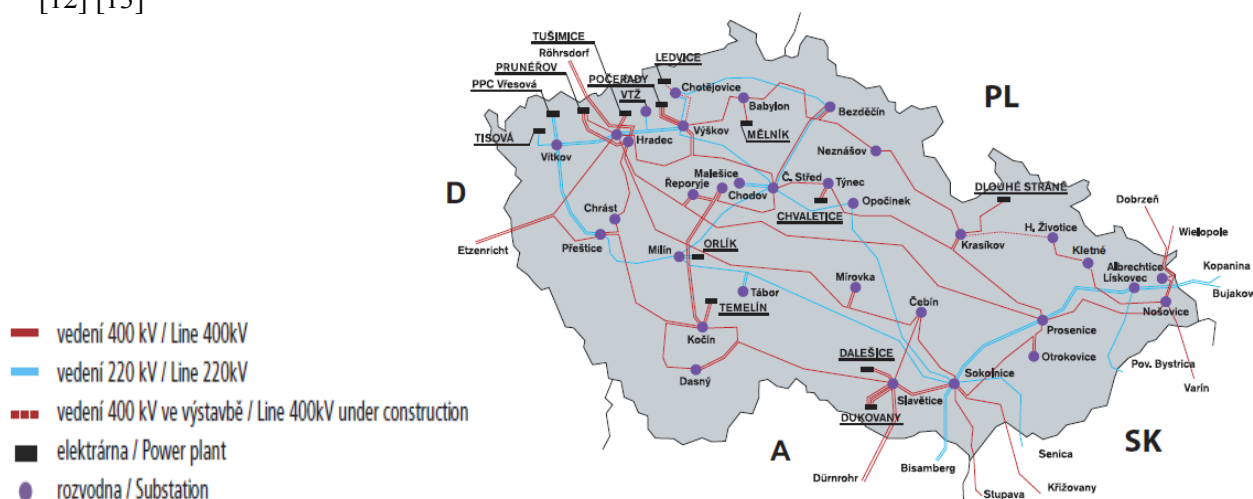 [12] [13]
TUŠIMICE
Röhrsdorf
LEDVICE
PRUNÉŘOV
POČERADY
Chotějovice
PPC Vřesová
VTŽ
Babylon
Bezděčín
PL
TISOVÁ
Výškov
MĚLNÍK
Hradec
Vítkov
Neznášov
Malešice
Č. Střed
Týnec
Řeporyje
Chodov
DLOUHÉ STRÁNĚ
D
Chrást
CHVALETICE
Opočinek
Dobrzeń
Etzenricht
Přeštice
Milín
ORLÍK
Krasíkov
H. Životice
Wielopole
Kletné
Albrechtice
Kopanina
Mírovka
Lískovec
Bujakow
Tábor
Čebín
TEMELÍN
Nošovice
Prosenice
vedení 400 kV / Line 400kV
Kočín
DALEŠICE
Otrokovice
vedení 220 kV / Line 220kV
Dasný
Sokolnice
Pov. Bystrica
Slavětice
Varín
vedení 400 kV ve výstavbě / Line 400kV under construction
DUKOVANY
A
SK
elektrárna / Power plant
Senica
Dürnrohr
Bisamberg
Křižovany
rozvodna / Substation
Stupava